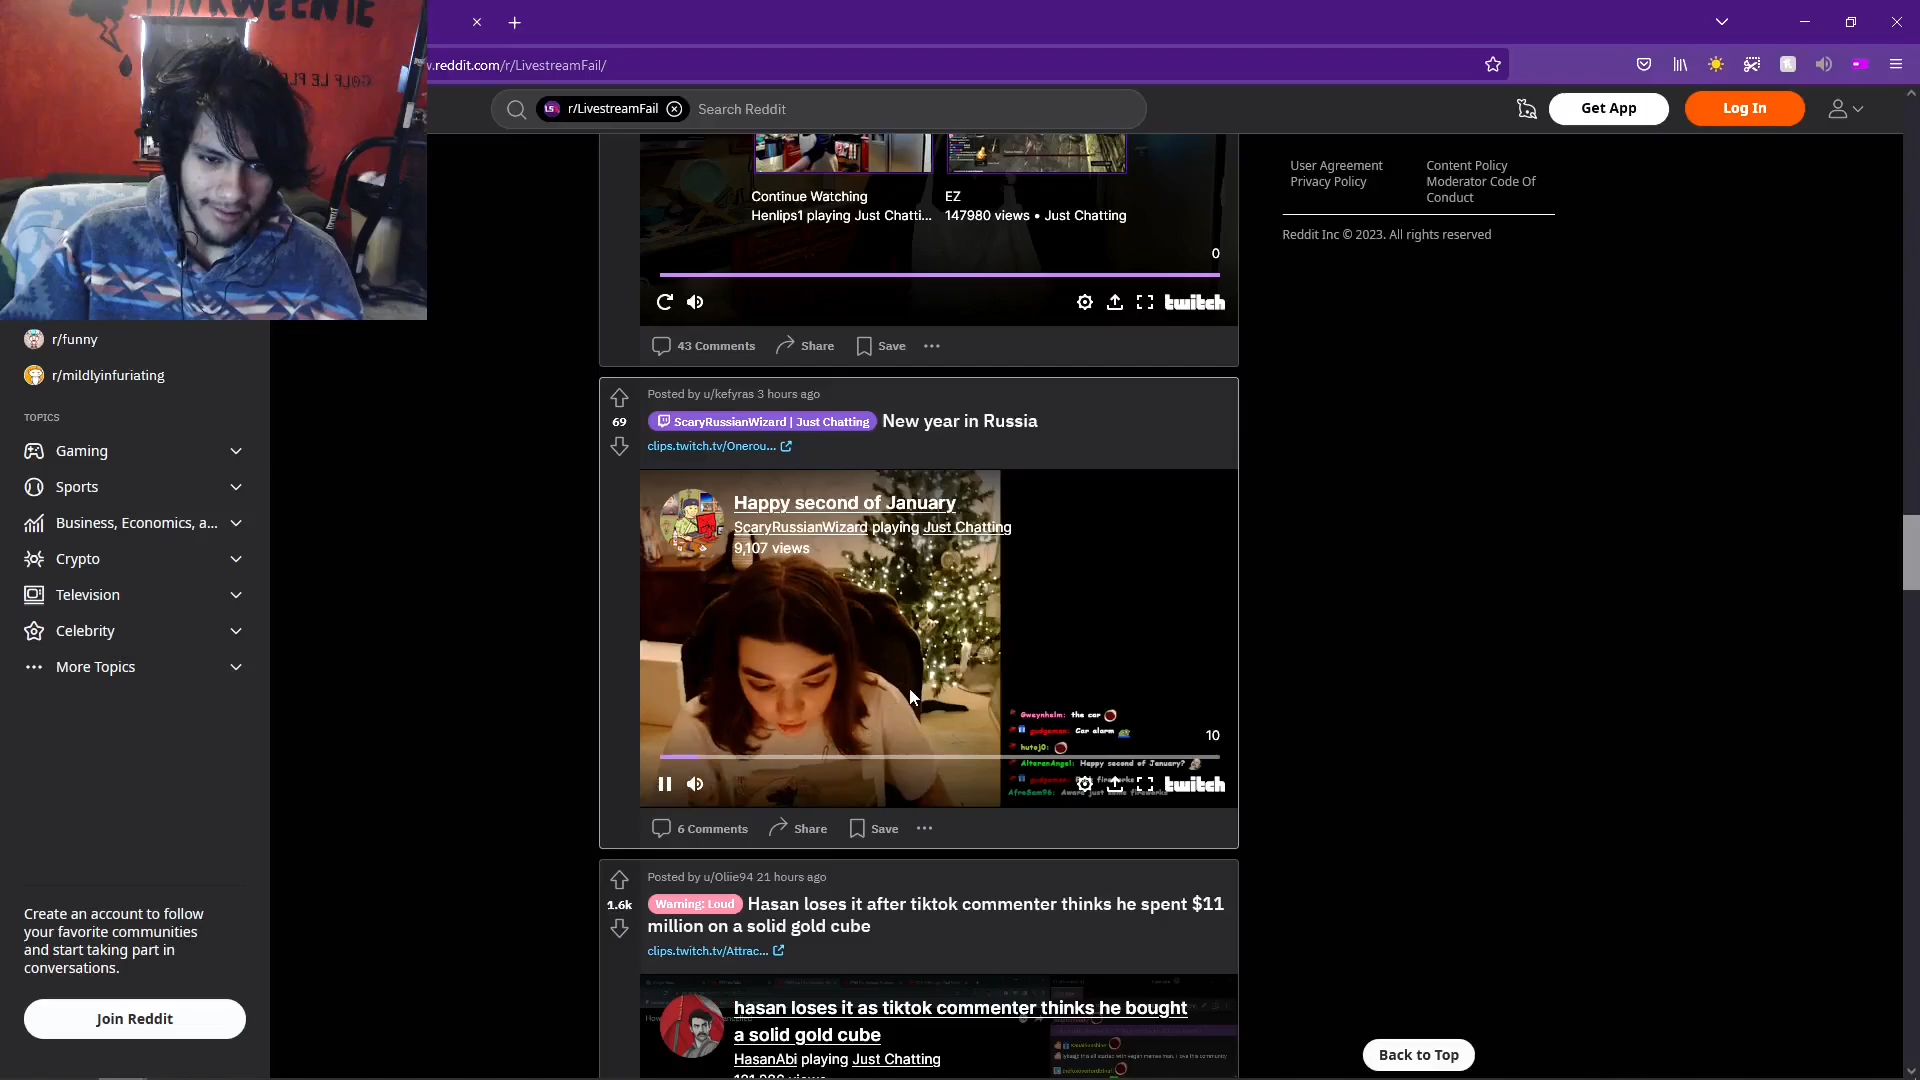 w.reddit.com/r/LivestreamFail/
r/LivestreamFail
Search Reddit
Get App
Log In
r/funny
r/mildlyinfuriating
TOPICS
Gaming
Sports
Business, Economics, a...
Crypto
Television
Celebrity
More Topics
Create an account to follow
your favorite communities
and start taking part in
conversations.
Join Reddit
Continue Watching
Henlips1 playing Just Chatti...
EZ
147980 views • Just Chatting
0
twitch
43 Comments
Share
Save
69
Posted by u/kefyras 3 hours ago
ScaryRussianWizard | Just Chatting New year in Russia
clips.twitch.tv/Onerou...
Happy second of January
ScaryRussianWizard playing Just Chatting
9,107 views
Gweynhelm: the car
gudgeman: Car alarm
hutoj0:
AltoranAngel: Happy second of January?
10
twitch
6 Comments
Share
Save
1.6k
Posted by u/Oliie94 21 hours ago
Warning: Loud Hasan loses it after tiktok commenter thinks he spent $11
million on a solid gold cube
clips.twitch.tv/Attrac...
hasan loses it as tiktok commenter thinks he bought
a solid gold cube
HasanAbi playing Just Chatting
User Agreement
Privacy Policy
Content Policy
Moderator Code Of
Conduct
Reddit Inc © 2023. All rights reserved
Back to Top